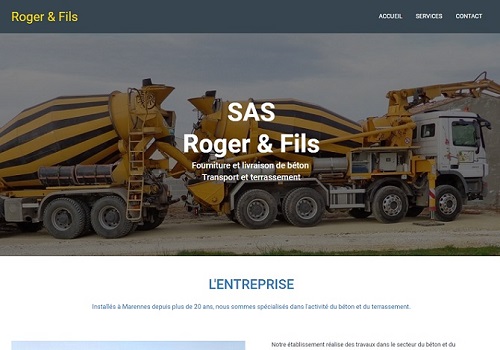 Roger & Fils
ACCUEIL SERVICES CONTACT
SAS
Roger & Fils
Fourniture et livraison de béton
Transport et terrassement
L'ENTREPRISE
Installés à Marennes depuis plus de 20 ans, nous sommes spécialisés dans l'activité du béton et du terrassement.
Notre établissement réalise des travaux dans le secteur du béton et du